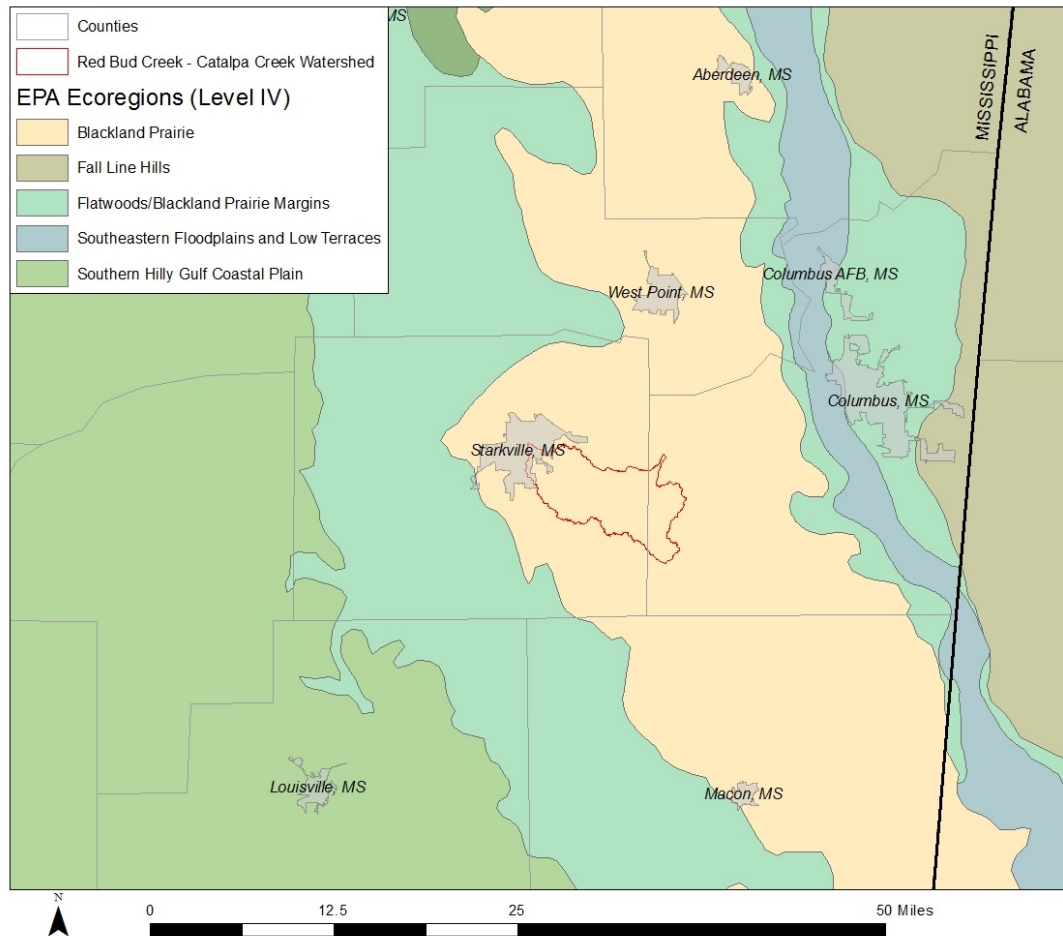 Counties
Red Bud Creek - Catalpa Creek Watershed
EPA Ecoregions (Level IV)
Blackland Prairie
Fall Line Hills
Flatwoods/Blackland Prairie Margins
Southeastern Floodplains and Low Terraces
Southern Hilly Gulf Coastal Plain
MS
Aberdeen, MS
MISSISSIPPI
ALABAMA
West Point, MS
Columbus AFB, MS
Columbus, MS
Starkville, MS
Louisville, MS
Macon, MS
N
0 12.5 25 50 Miles